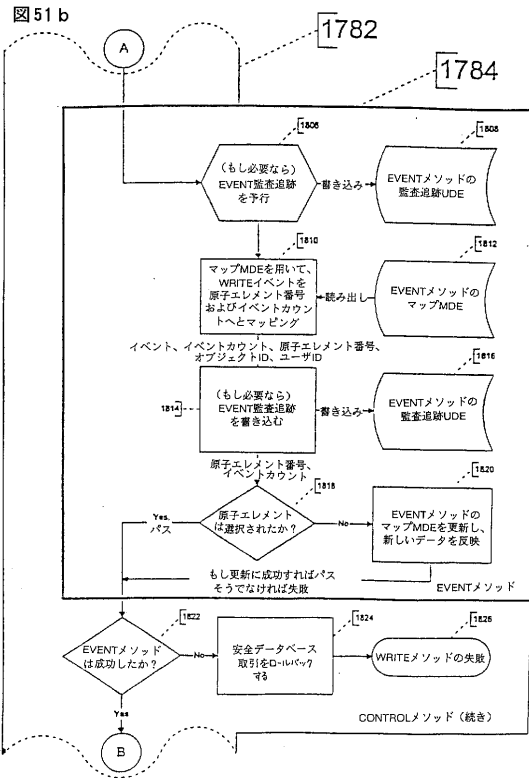 図51b
A
1782
1784
1806
(もし必要なら)
EVENT監査追跡
を予行
書き込み
1808
EVENTメソッドの
監査追跡UDE
1810
マップMDEを用いて、
WRITEイベントを
原子エレメント番号
およびイベントカウン
トへとマッピング
読み出し
1812
EVENTメソッドの
マップMDE
イベント、イベントカウント、原子エレメント番号、
オブジェクトID、ユーザID
1814
(もし必要なら)
EVENT監査追跡
を書き込む
書き込み
1816
EVENTメソッドの
監査追跡UDE
原子エレメント番号、
イベントカウント
1818
原子エレメント
は選択されたか?
Yes.
パス
No
1820
EVENTメソッドの
マップMDEを更新し、
新しいデータを反映
もし更新に成功すればパス
そうでなければ失敗
EVENTメソッド
1822
EVENTメソッド
は成功したか?
No
1824
安全データベース
取引をロールバック
する
1826
WRITEメソッドの失敗
Yes
CONTROLメソッド(続き)
B